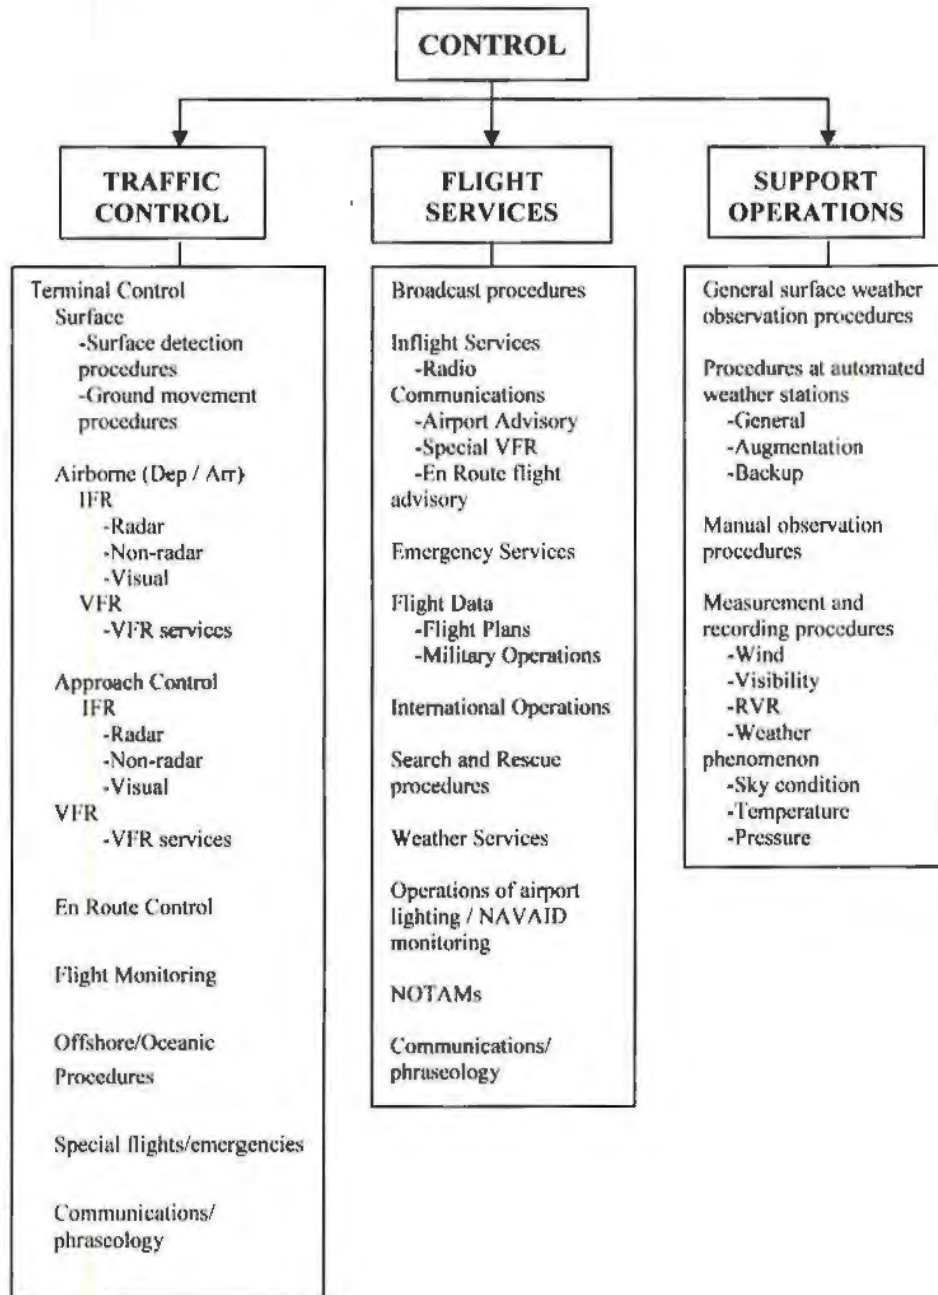 CONTROL
TRAFFIC
CONTROL
FLIGHT
SERVICES
SUPPORT
OPERATIONS
Terminal Control
Surface
-Surface detection
procedures
-Ground movement
procedures
Airborne (Dep / Arr)
IFR
-Radar
-Non-radar
-Visual
VFR
-VFR services
Approach Control
IFR
-Radar
-Non-radar
-Visual
VFR
-VFR services
En Route Control
Flight Monitoring
Offshore/Oceanic
Procedures
Special flights/emergencies
Communications/
phraseology
Broadcast procedures
Inflight Services
-Radio
Communications
-Airport Advisory
-Special VFR
-En Route flight
advisory
Emergency Services
Flight Data
-Flight Plans
-Military Operations
International Operations
Search and Rescue
procedures
Weather Services
Operations of airport
lighting / NAVAID
monitoring
NOTAMs
Communications/
phraseology
General surface weather
observation procedures
Procedures at automated
weather stations
-General
-Augmentation
-Backup
Manual observation
procedures
Measurement and
recording procedures
-Wind
-Visibility
-RVR
-Weather
phenomenon
-Sky condition
-Temperature
-Pressure